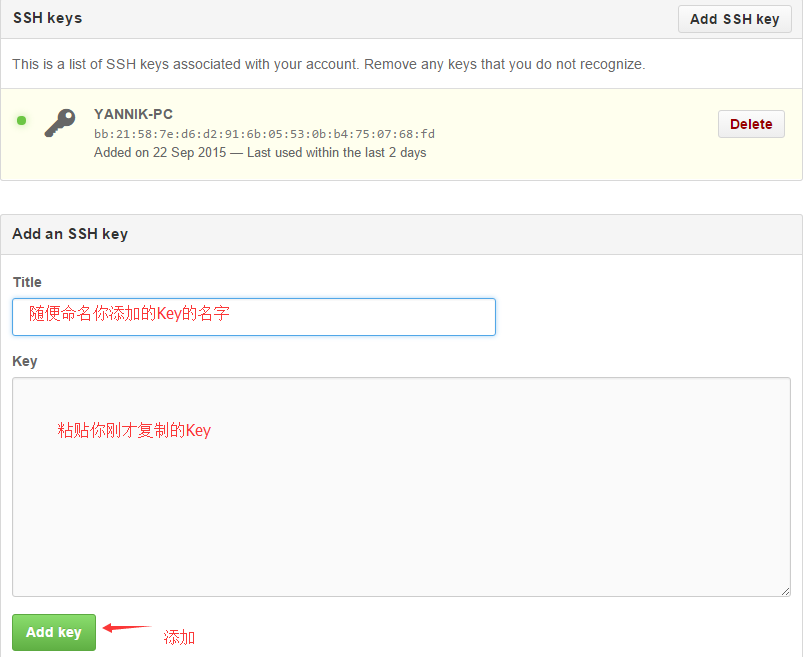 SSH keys
Add SSH key
This is a list of SSH keys associated with your account. Remove any keys that you do not recognize.
YANNIK-PC
bb:21:58:7e:d6:d2:91:6b:05:53:0b:b4:75:07:68:fd
Added on 22 Sep 2015 — Last used within the last 2 days
Delete
Add an SSH key
Title
随便命名你添加的Key的名字
Key
粘贴你刚才复制的Key
Add key
添加